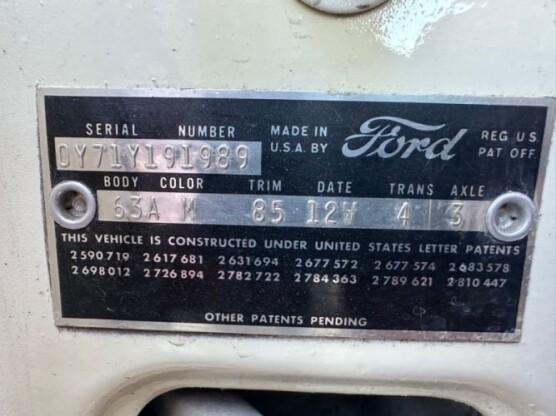 SERIAL NUMBER
MADE IN U.S.A. BY
Ford
REG U.S. PAT OFF.
0Y71Y191989
BODY COLOR TRIM DATE TRANS AXLE
63A M 85 12V 4 3
THIS VEHICLE IS CONSTRUCTED UNDER UNITED STATES LETTER PATENTS
2590719 2617681 2631694 2677572 2677574 2683578
2698012 2726894 2782722 2784363 2789621 2810447
OTHER PATENTS PENDING